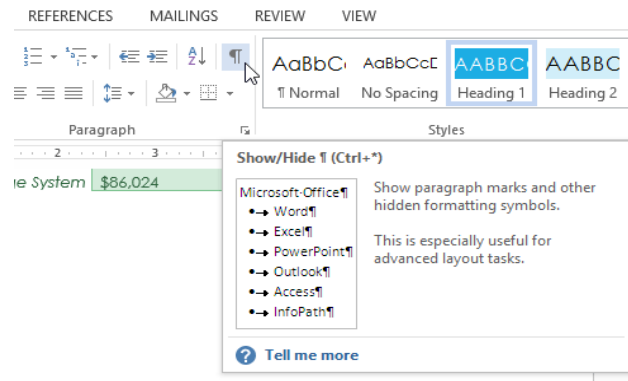 REFERENCES MAILINGS REVIEW VIEW
¶
AaBbC AaBbCcD AABBC AABBC
¶ Normal No Spacing Heading 1 Heading 2
Paragraph Styles
2 3
System $86,024
Show/Hide ¶ (Ctrl+*)
Microsoft·Office¶
•→ Word¶
•→ Excel¶
•→ PowerPoint¶
•→ Outlook¶
•→ Access¶
•→ InfoPath¶
Show paragraph marks and other
hidden formatting symbols.
This is especially useful for
advanced layout tasks.
Tell me more